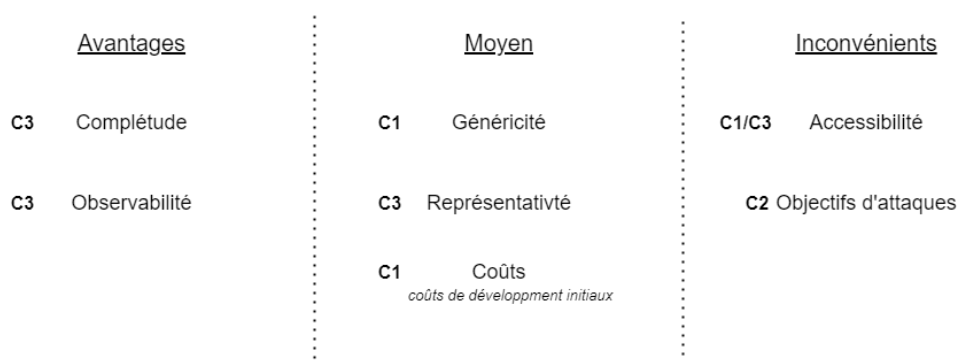 Avantages
C3 Complétude
C3 Observabilité
Moyen
C1 Généricité
C3 Représentativté
C1 Coûts
coûts de développment initiaux
Inconvénients
C1/C3 Accessibilité
C2 Objectifs d'attaques